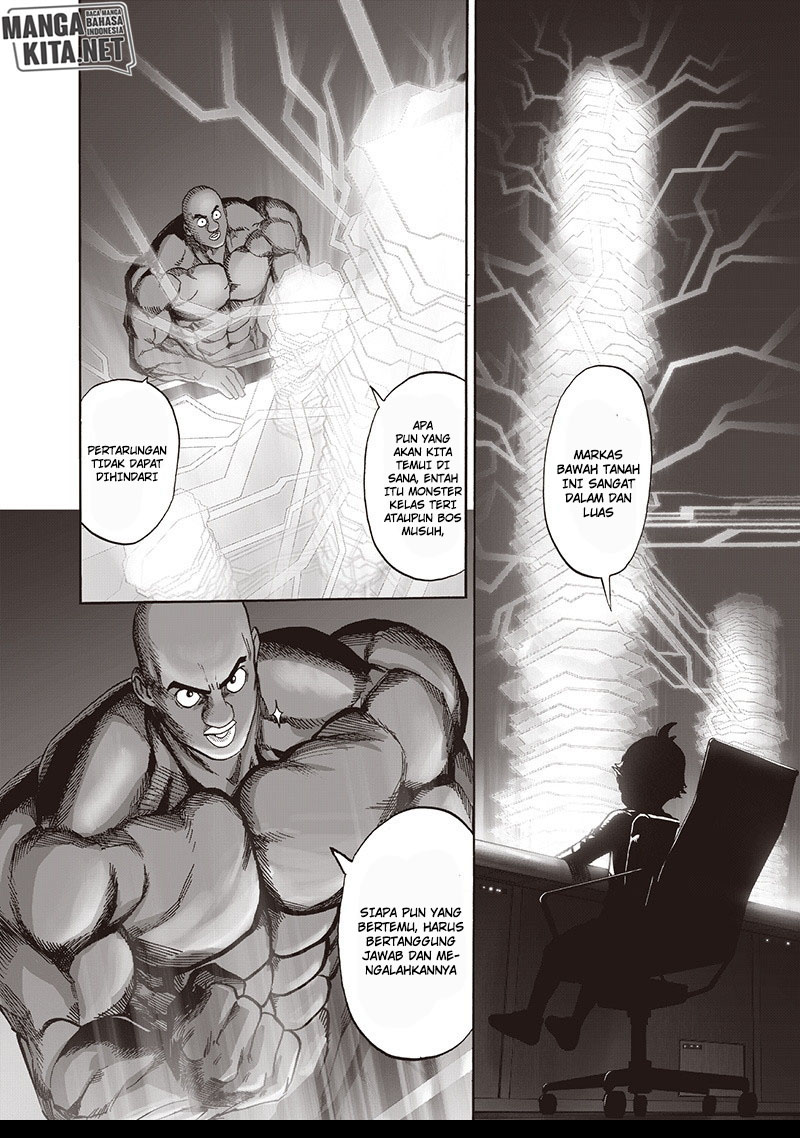 MANGA
KITA.NET
BACA MANGA
BAHASA
INDONESIA
MARKAS
BAWAH TANAH
INI SANGAT
DALAM DAN
LUAS
APA
PUN YANG
AKAN KITA
TEMUI DI
SANA, ENTAH
ITU MONSTER
KELAS TERI
ATAUPUN BOS
MUSUH,
PERTARUNGAN
TIDAK DAPAT
DIHINDARI
SIAPA PUN YANG
BERTEMU, HARUS
BERTANGGUNG
JAWAB DAN ME-
NGALAHKANNYA